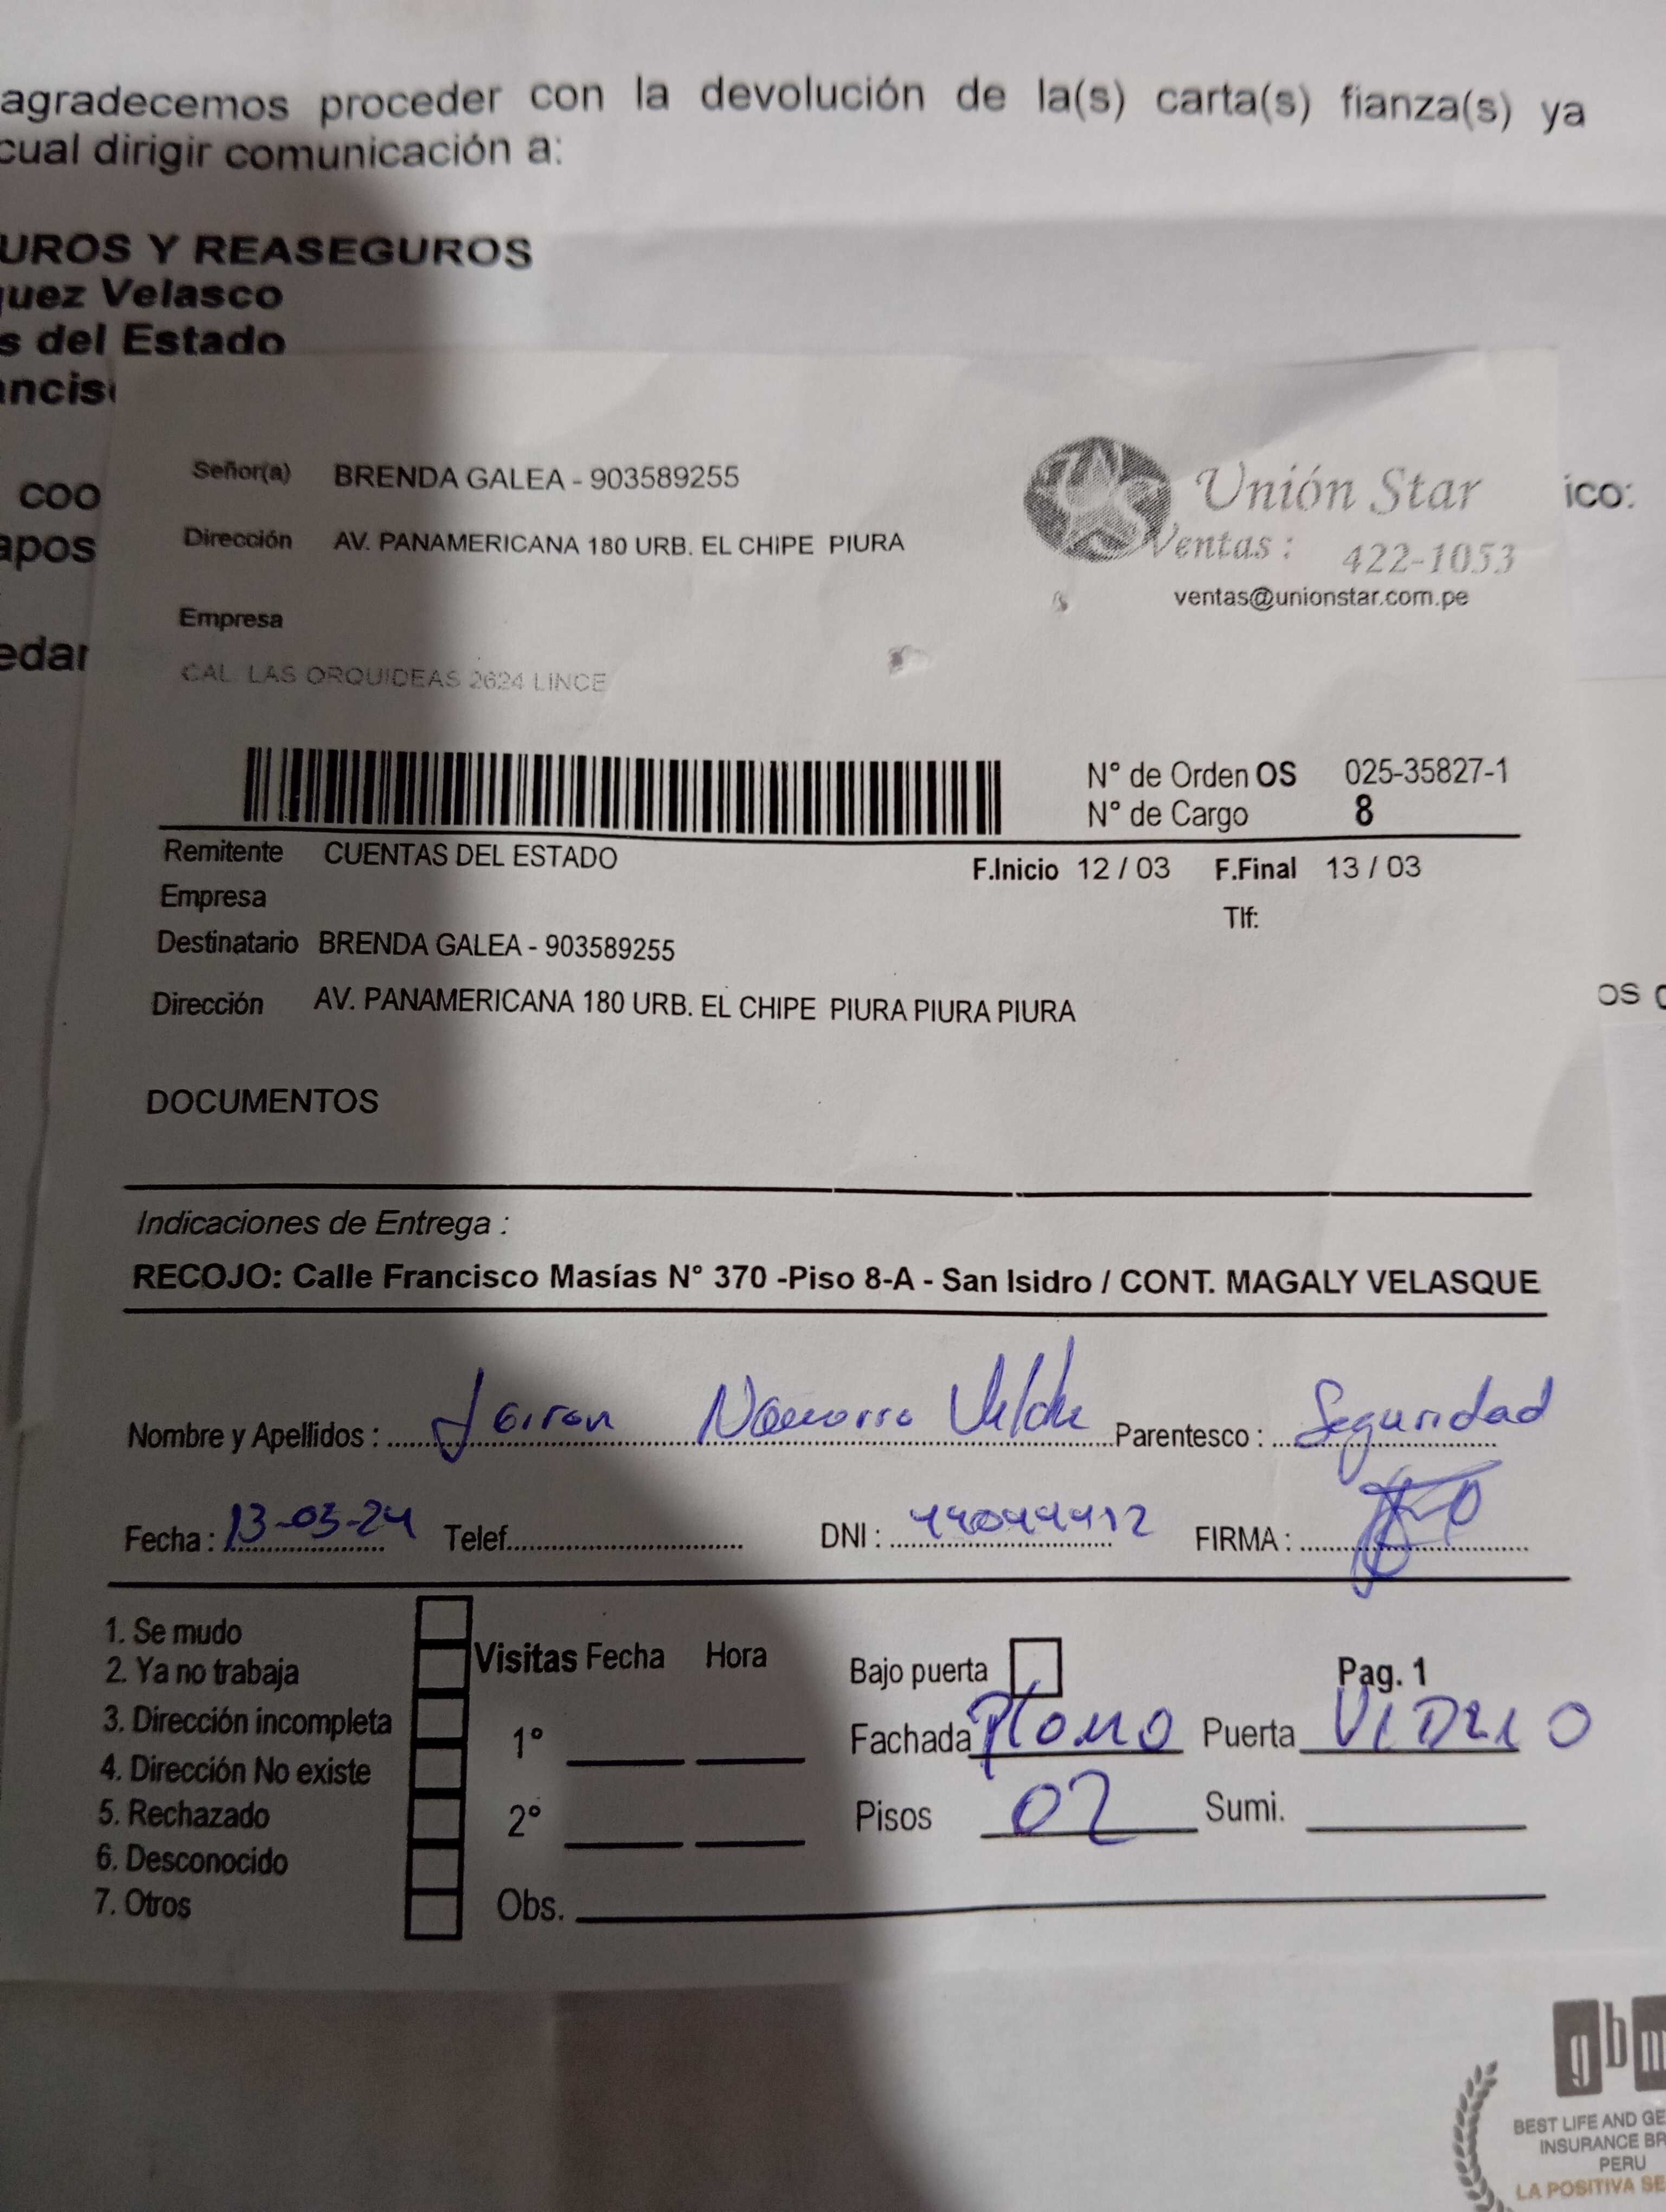 agradecemos proceder con la devolución de la(s) carta(s) fianza(s) ya
cual dirigir comunicación a:
UROS Y REASEGUROS
uez Velasco
s del Estado
ancis
coo
ico:
apos
edar
Señor(a) BRENDA GALEA - 903589255
Dirección AV. PANAMERICANA 180 URB. EL CHIPE PIURA
Unión Star
Ventas : 422-1053
ventas@unionstar.com.pe
Empresa
CAL. LAS ORQUIDEAS 2624 LINCE
N° de Orden OS 025-35827-1
N° de Cargo 8
Remitente CUENTAS DEL ESTADO
F.Inicio 12 / 03 F.Final 13 / 03
Empresa
Tlf:
Destinatario BRENDA GALEA - 903589255
Dirección AV. PANAMERICANA 180 URB. EL CHIPE PIURA PIURA PIURA
os
DOCUMENTOS
Indicaciones de Entrega :
RECOJO: Calle Francisco Masías N° 370 -Piso 8-A - San Isidro / CONT. MAGALY VELASQUE
Nombre y Apellidos : Parentesco : Seguridad
Fecha : 13-03-24 Telef. DNI : FIRMA :
1. Se mudo
2. Ya no trabaja
3. Dirección incompleta
4. Dirección No existe
5. Rechazado
6. Desconocido
7. Otros
Visitas Fecha Hora
1°
2°
Obs.
Bajo puerta
Pag. 1
Fachada Plomo Puerta VIDRIO
Pisos 02 Sumi.
gbm
BEST LIFE AND GE
INSURANCE BR
PERU
LA POSITIVA SE